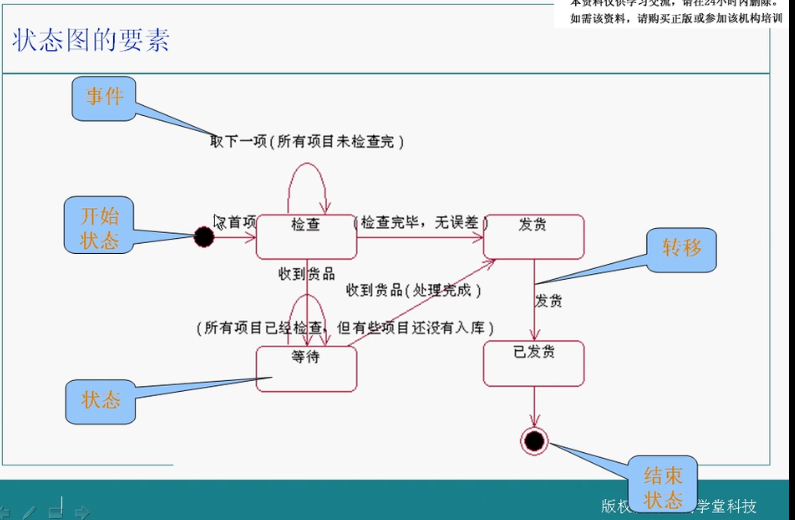 本资料仅供学习交流，请在24小时内删除。
如需该资料，请购买正版或参加该机构培训
状态图的要素
事件
取下一项(所有项目未检查完)
开始
状态
取首项
检查
(检查完毕，无误差)
发货
转移
收到货品
收到货品(处理完成)
发货
(所有项目已经检查，但有些项目还没有入库)
等待
已发货
状态
结束
状态
版权
学堂科技